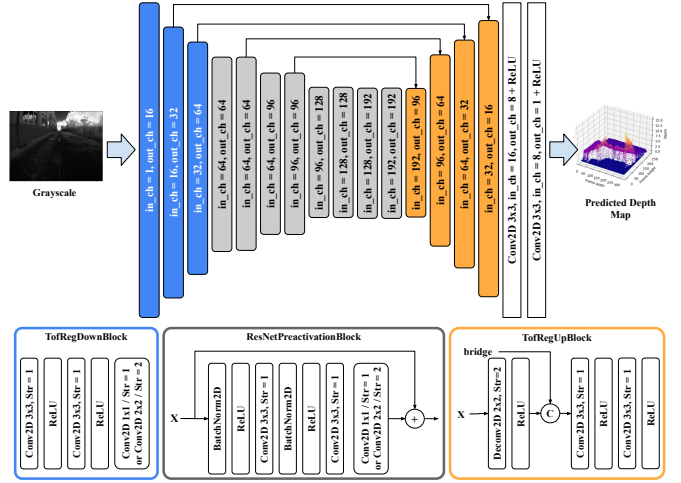 Grayscale
in_ch = 1, out_ch = 16
in_ch = 16, out_ch = 32
in_ch = 32, out_ch = 64
in_ch = 64, out_ch = 64
in_ch = 64, out_ch = 64
in_ch = 64, out_ch = 96
in_ch = 96, out_ch = 96
in_ch = 96, out_ch = 128
in_ch = 128, out_ch = 128
in_ch = 128, out_ch = 192
in_ch = 192, out_ch = 192
in_ch = 192, out_ch = 96
in_ch = 96, out_ch = 64
in_ch = 64, out_ch = 32
in_ch = 32, out_ch = 16
Conv2D 3x3, in_ch = 16, out_ch = 8 + ReLU
Conv2D 3x3, in_ch = 8, out_ch = 1 + ReLU
Predicted Depth
Map
TofRegDownBlock
Conv2D 3x3, Str = 1
ReLU
Conv2D 3x3, Str = 1
ReLU
Conv2D 1x1 / Str = 1
or Conv2D 2x2 / Str = 2
ResNetPreactivationBlock
X
BatchNorm2D
ReLU
Conv2D 3x3, Str = 1
BatchNorm2D
ReLU
Conv2D 3x3, Str = 1
Conv2D 1x1 / Str = 1
or Conv2D 2x2 / Str = 2
+
TofRegUpBlock
bridge
X
Deconv2D 2x2, Str=2
ReLU
C
Conv2D 3x3, Str = 1
ReLU
Conv2D 3x3, Str = 1
ReLU